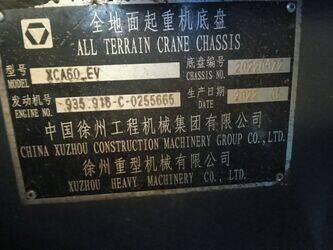 全地面起重机底盘
ALL TERRAIN CRANE CHASSIS
型号 XCA60_EV 底盘编号
MODEL CHASSIS NO.
发动机号 935.916-C-0255665 生产日期 2022
ENGINE NO. DATE
中国徐州工程机械集团有限公司
CHINA XUZHOU CONSTRUCTION MACHINERY GROUP CO., LTD.
徐州重型机械有限公司
XUZHOU HEAVY MACHINERY CO., LTD.